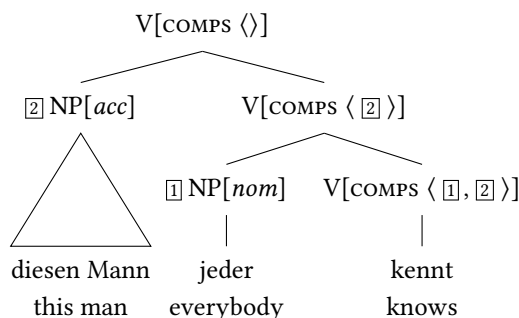 V[COMPS ⟨⟩]
[2] NP[acc] V[COMPS ⟨ [2] ⟩]
[1] NP[nom] V[COMPS ⟨ [1], [2] ⟩]
diesen Mann jeder kennt
this man everybody knows